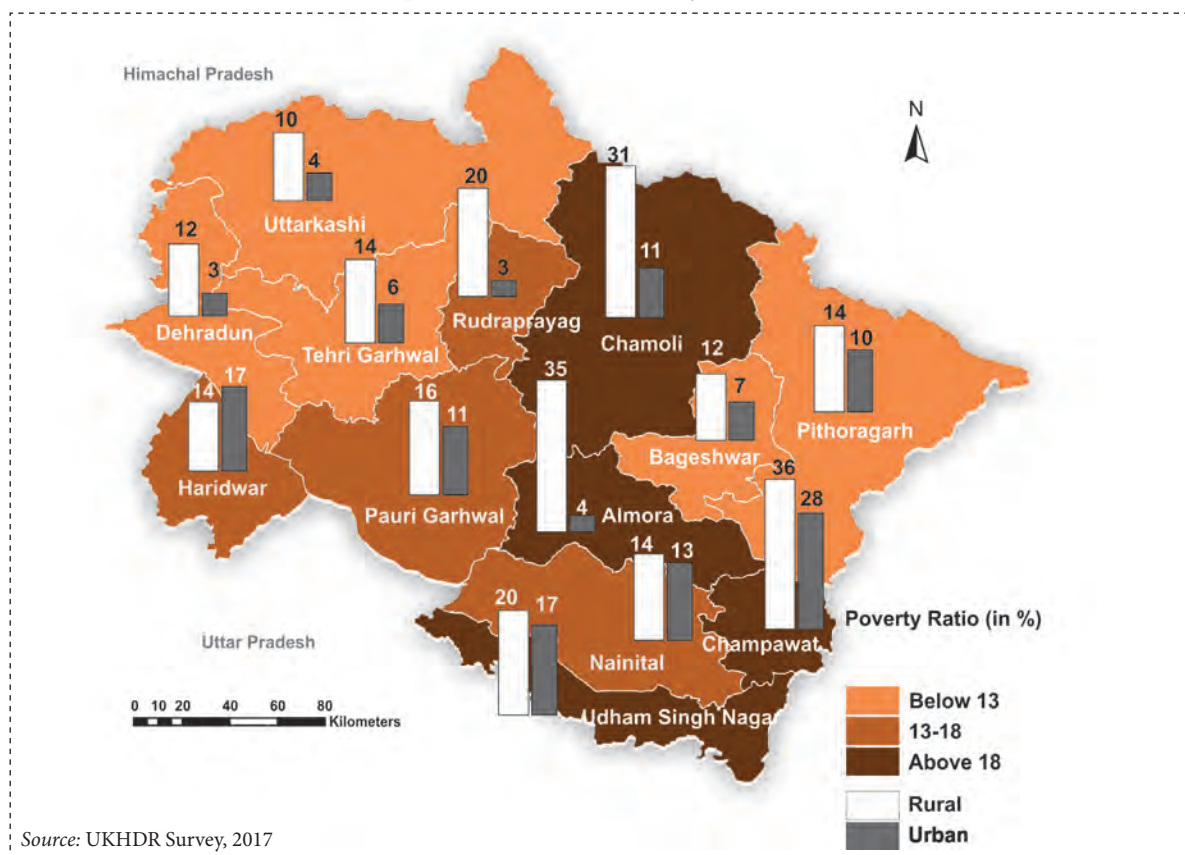 Himachal Pradesh
N
10
4
Uttarkashi
20
3
Rudraprayag
31
11
Chamoli
12
3
Dehradun
14
6
Tehri Garhwal
14
10
Pithoragarh
12
7
Bageshwar
14
17
Haridwar
16
11
Pauri Garhwal
35
4
Almora
36
28
Champawat
14
13
Nainital
20
17
Udham Singh Naga
Uttar Pradesh
0 10 20 40 60 80
Kilometers
Poverty Ratio (in %)
Below 13
13-18
Above 18
Rural
Urban
Source: UKHDR Survey, 2017